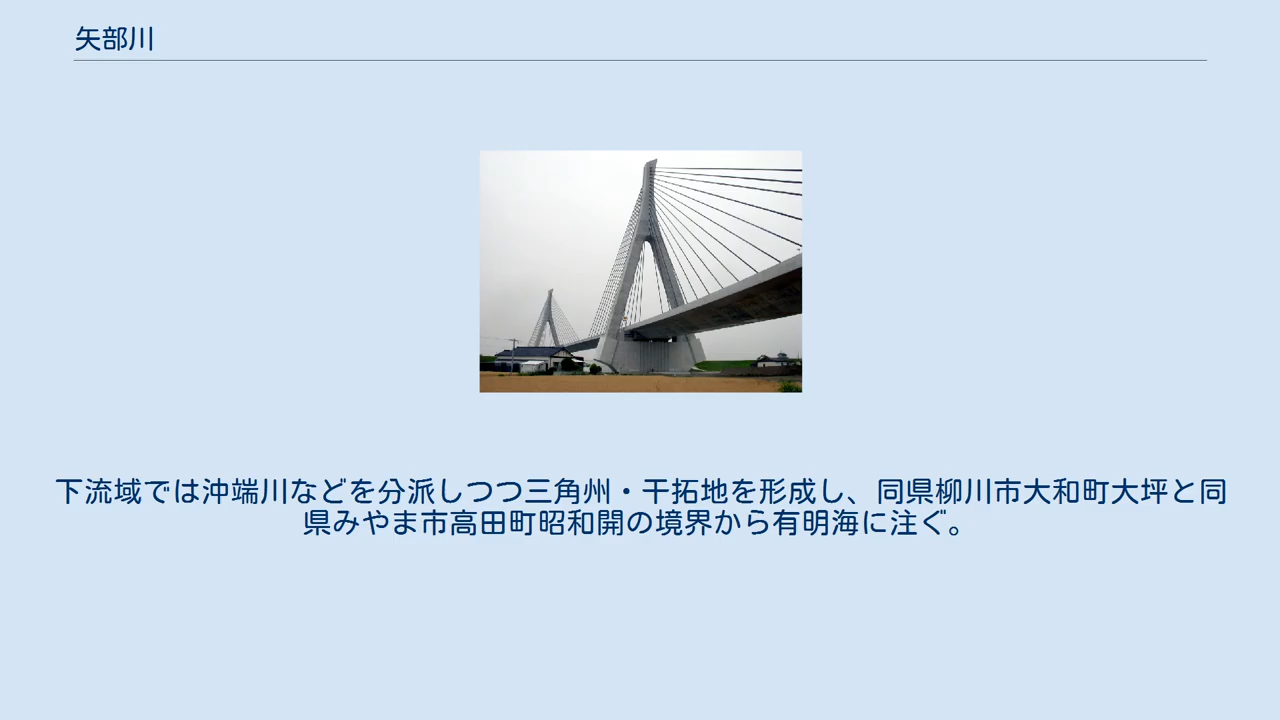 矢部川
下流域では沖端川などを分派しつつ三角州・干拓地を形成し、同県柳川市大和町大坪と同
県みやま市高田町昭和開の境界から有明海に注ぐ。